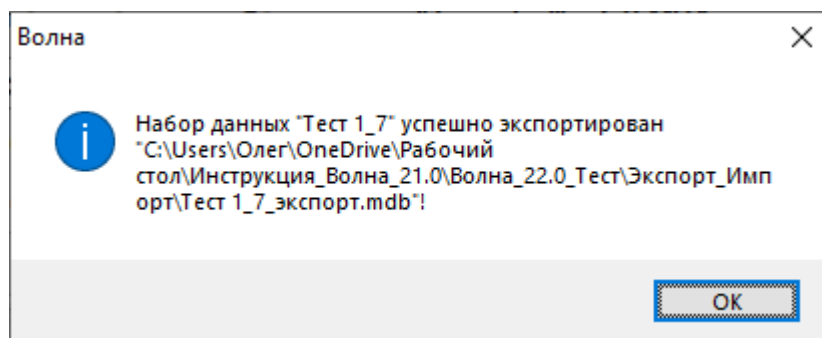 Волна
Набор данных "Тест 1_7" успешно экспортирован
"C:\Users\Олег\OneDrive\Рабочий
стол\Инструкция_Волна_21.0\Волна_22.0_Тест\Экспорт_Имп
орт\Тест 1_7_экспорт.mdb"!
ОК